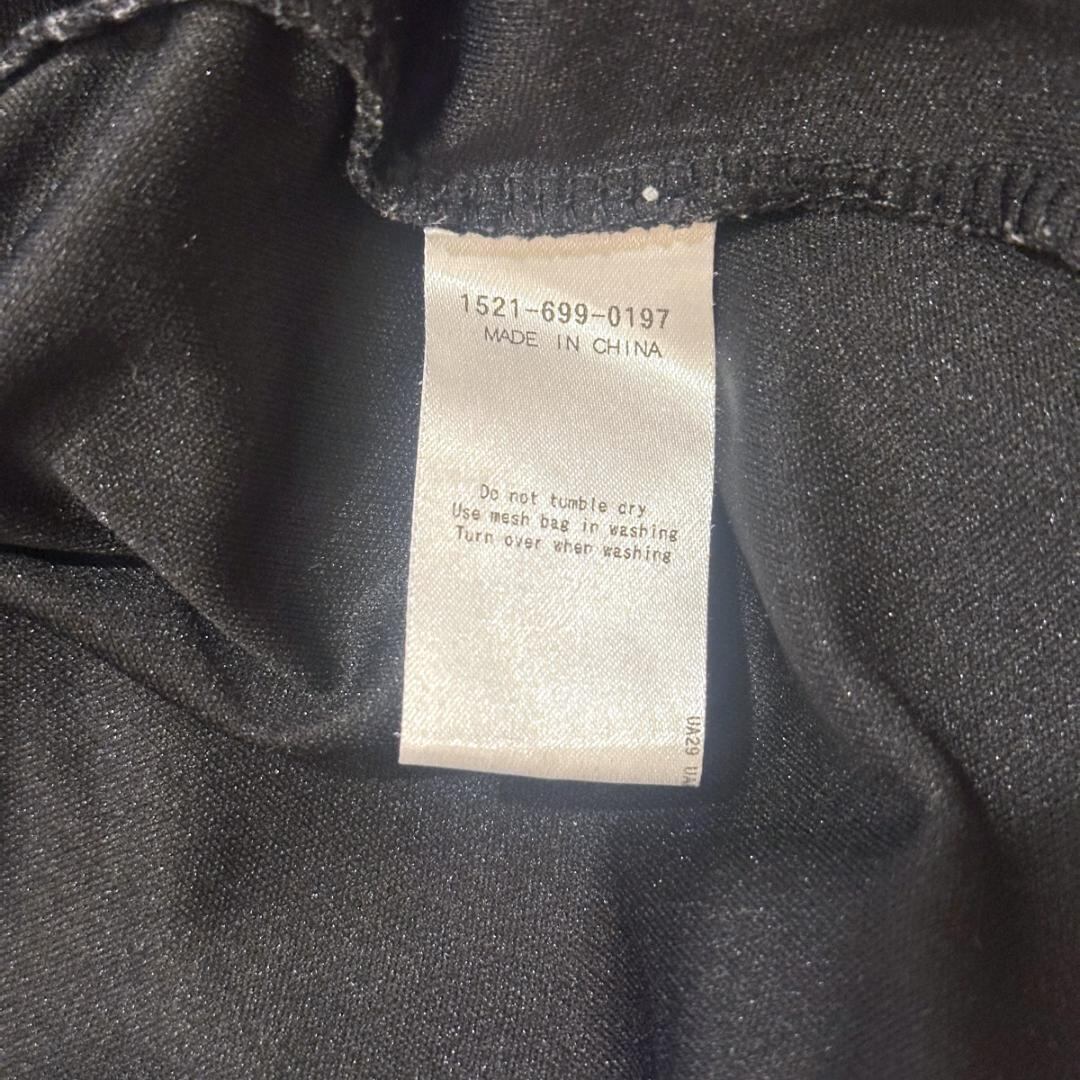 1521-699-0197
MADE IN CHINA
Do not tumble dry
Use mesh bag in washing
Turn over when washing
UA29 UA